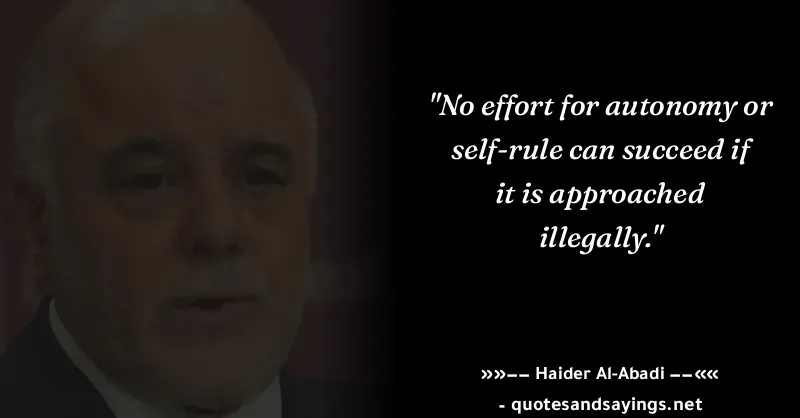 "No effort for autonomy or
self-rule can succeed if
it is approached
illegally."
»»−− Haider Al-Abadi −−««
- quotesandsayings.net